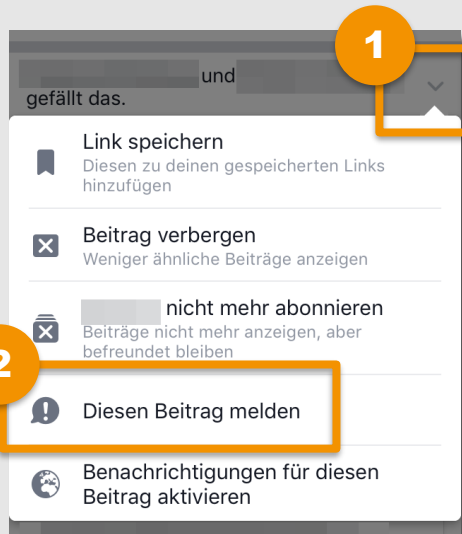 1
und
gefällt das.
Link speichern
Diesen zu deinen gespeicherten Links
hinzufügen
Beitrag verbergen
Weniger ähnliche Beiträge anzeigen
nicht mehr abonnieren
Beiträge nicht mehr anzeigen, aber
befreundet bleiben
2
Diesen Beitrag melden
Benachrichtigungen für diesen
Beitrag aktivieren